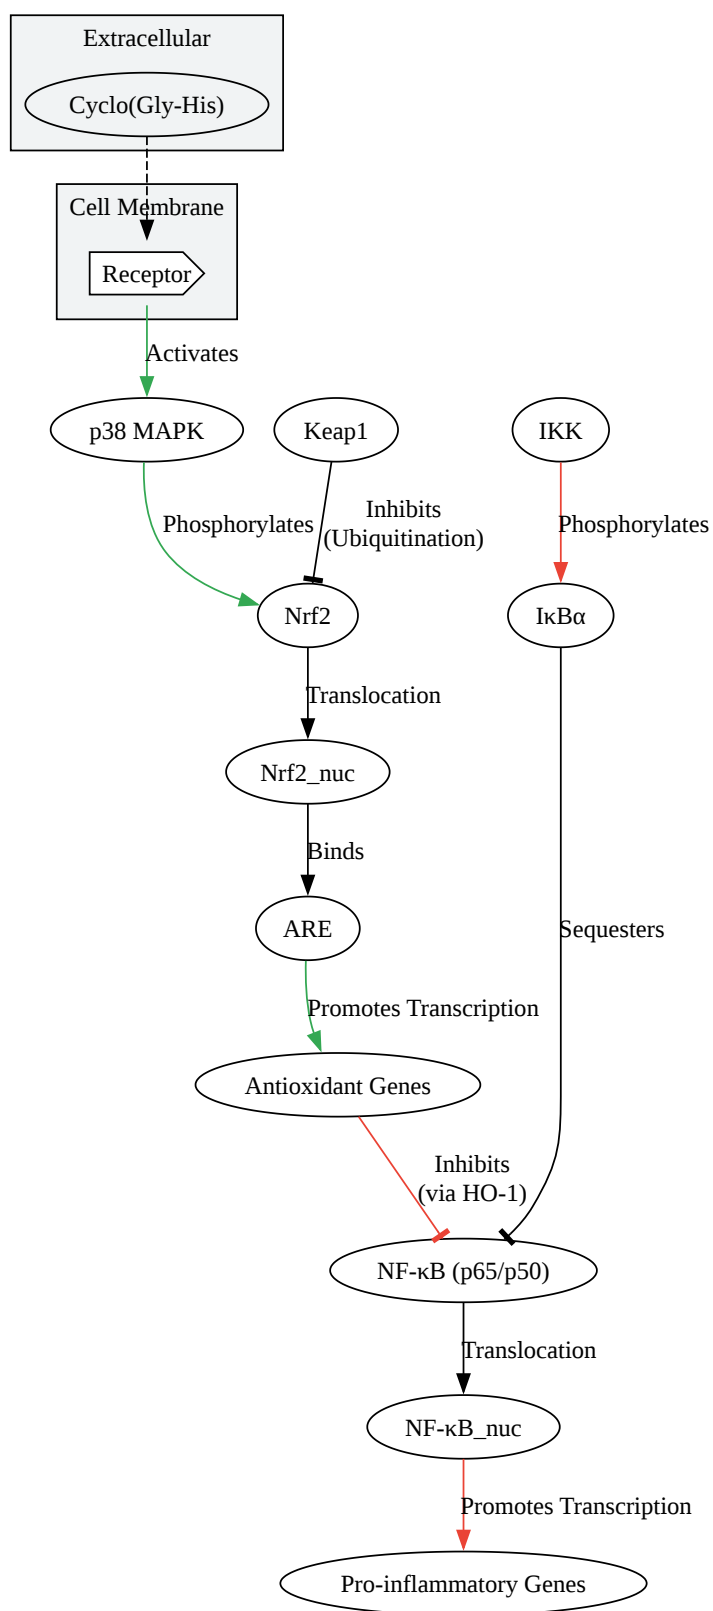 Extracellular
Cyclo(Gly-His)
Cell Membrane
Receptor
Activates
p38 MAPK
Keap1
IKK
Phosphorylates
Inhibits
(Ubiquitination)
Phosphorylates
Nrf2
IκBα
Translocation
Nrf2_nuc
Binds
ARE
Sequesters
Promotes Transcription
Antioxidant Genes
Inhibits
(via HO-1)
NF-κB (p65/p50)
Translocation
NF-κB_nuc
Promotes Transcription
Pro-inflammatory Genes